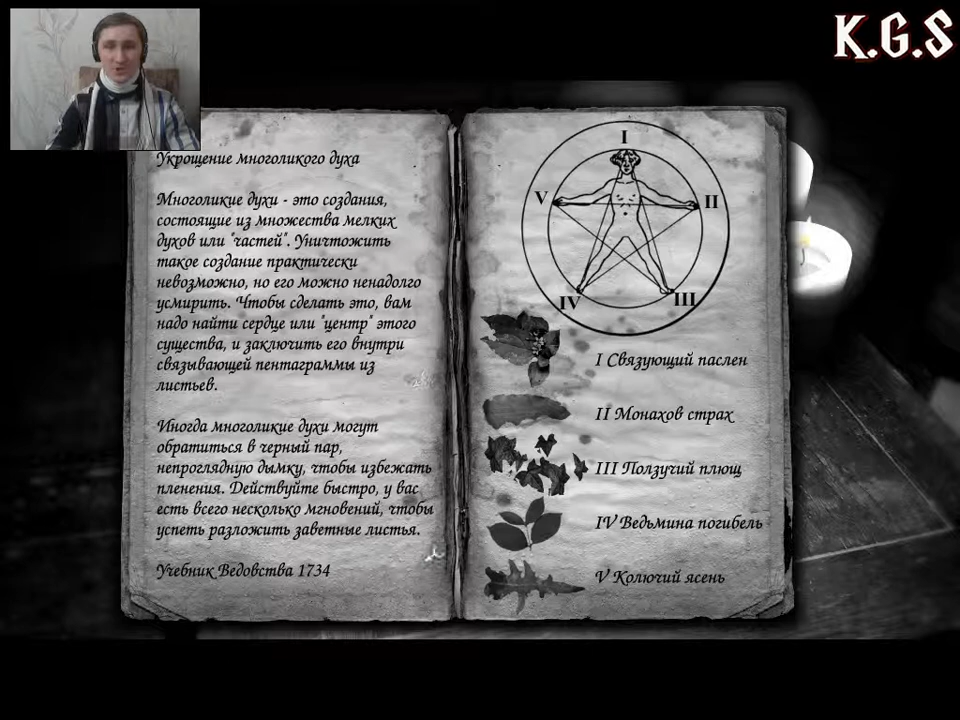 K.G.S
Укрощение многоликого духа
Многоликие духи - это создания,
состоящие из множества мелких
духов или "частей". Уничтожить
такое создание практически
невозможно, но его можно ненадолго
усмирить. Чтобы сделать это, вам
надо найти сердце или "центр" этого
существа, и заключить его внутри
связывающей пентаграммы из
листьев.
Иногда многоликие духи могут
обратиться в черный пар,
непроглядную дымку, чтобы избежать
пленения. Действуйте быстро, у вас
есть всего несколько мгновений, чтобы
успеть разложить заветные листья.
Учебник Ведовства 1734
I
V
II
IV
III
I Связующий паслен
II Монахов страх
III Ползучий плющ
IV Ведьмина погибель
V Колючий ясень